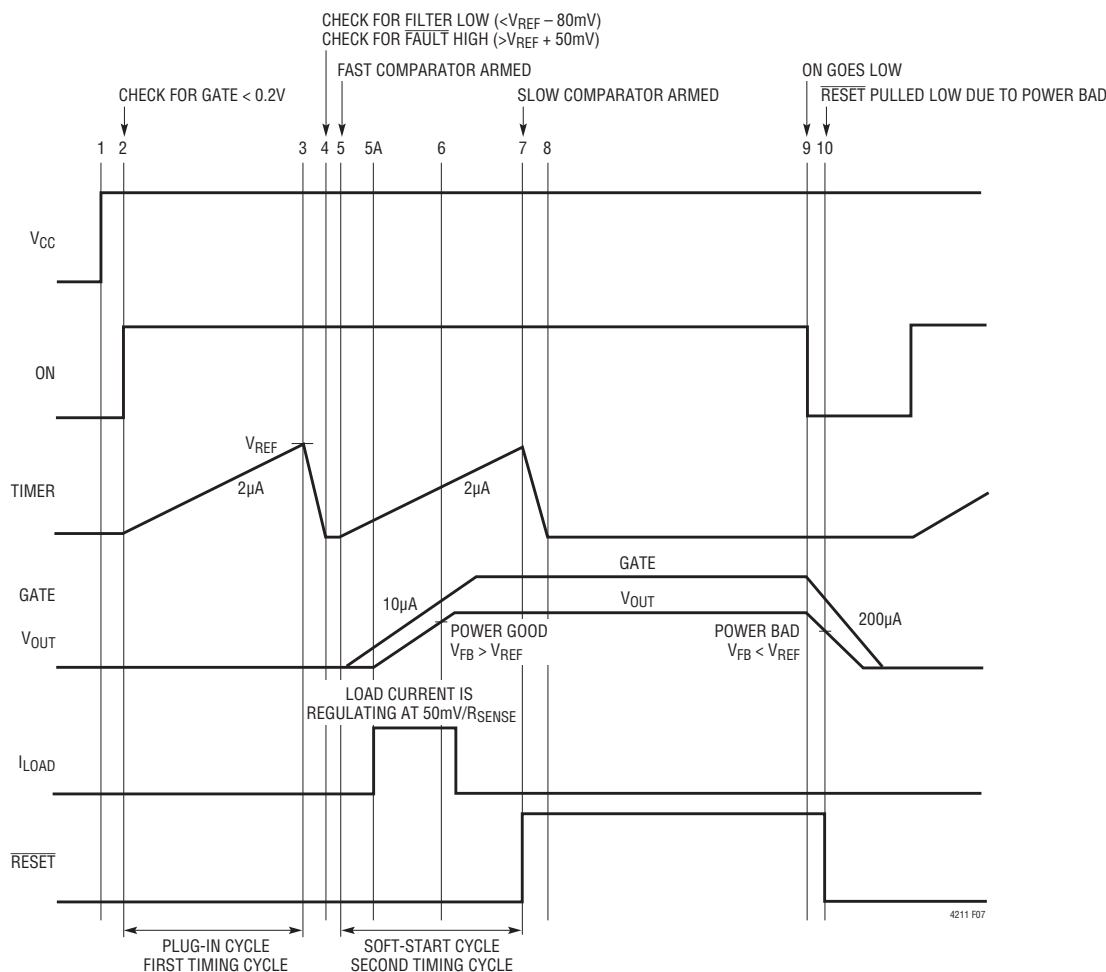 CHECK FOR FILTER LOW (<VREF – 80mV)
CHECK FOR FAULT HIGH (>VREF + 50mV)
FAST COMPARATOR ARMED
ON GOES LOW
CHECK FOR GATE < 0.2V
SLOW COMPARATOR ARMED
RESET PULLED LOW DUE TO POWER BAD
1 2 3 4 5 5A 6 7 8 9 10
VCC
ON
VREF
TIMER
2µA
2µA
GATE
GATE
10µA
VOUT
200µA
VOUT
POWER GOOD
VFB > VREF
POWER BAD
VFB < VREF
LOAD CURRENT IS
REGULATING AT 50mV/RSENSE
ILOAD
RESET
4211 F07
PLUG-IN CYCLE
FIRST TIMING CYCLE
SOFT-START CYCLE
SECOND TIMING CYCLE